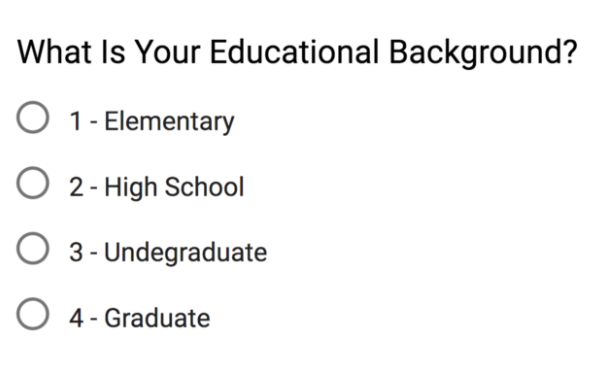 What Is Your Educational Background?
1 - Elementary
2 - High School
3 - Undegraduate
4 - Graduate